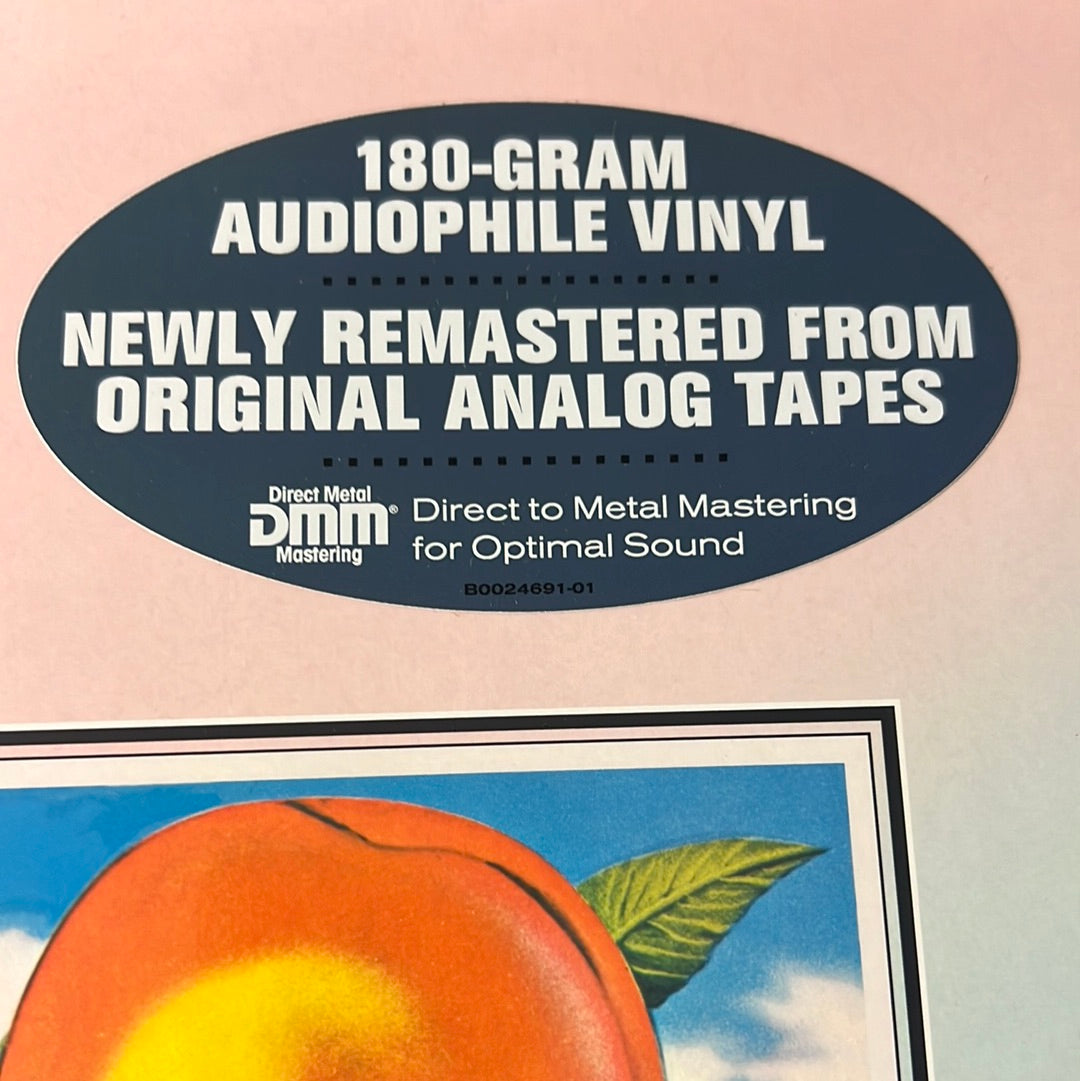 180-GRAM
AUDIOPHILE VINYL
NEWLY REMASTERED FROM
ORIGINAL ANALOG TAPES
Direct Metal
DMM®
Mastering
Direct to Metal Mastering
for Optimal Sound
B0024691-01